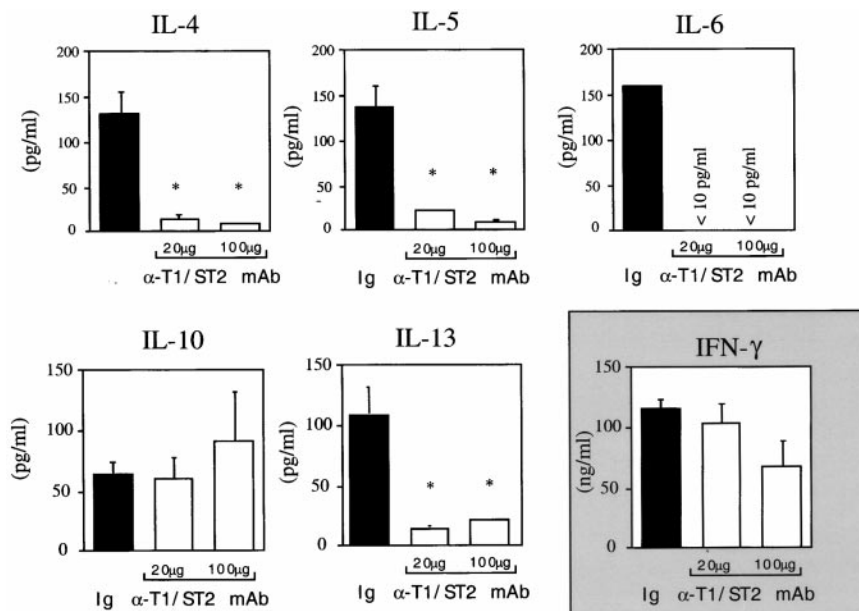 IL-4
200
150
100
50
0
(pg/ml)
*
*
20µg
100µg
α-T1/ ST2 mAb
IL-5
200
150
100
50
0
(pg/ml)
*
*
20µg
100µg
Ig α-T1/ ST2 mAb
IL-6
200
150
100
50
0
(pg/ml)
< 10 pg/ml
< 10 pg/ml
20µg
100µg
Ig α-T1/ ST2 mAb
IL-10
150
100
50
0
(pg/ml)
20µg
100µg
Ig α-T1/ ST2 mAb
IL-13
150
100
50
0
(pg/ml)
*
*
20µg
100µg
Ig α-T1/ ST2 mAb
IFN-γ
150
100
50
0
(ng/ml)
20µg
100µg
Ig α-T1/ ST2 mAb